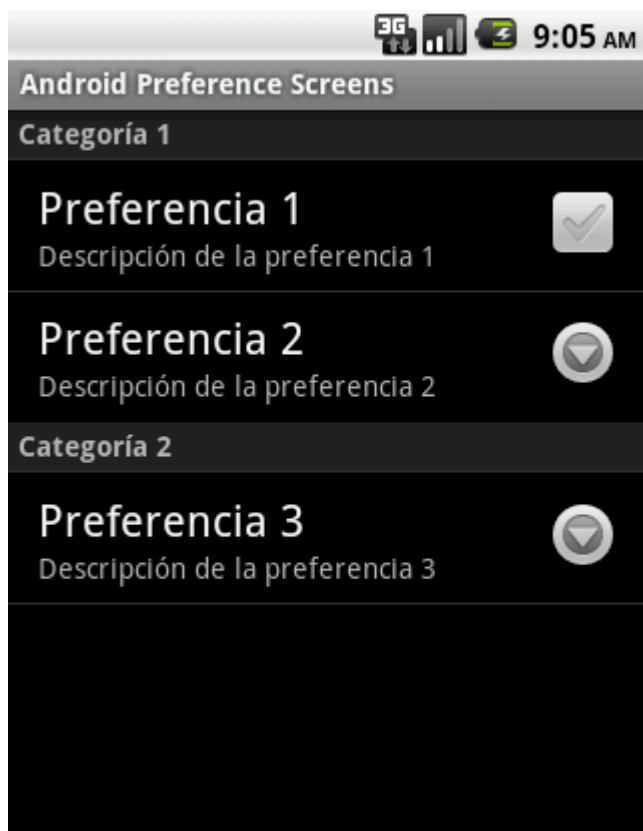 3G 9:05 AM
Android Preference Screens
Categoría 1
Preferencia 1
Descripción de la preferencia 1
Preferencia 2
Descripción de la preferencia 2
Categoría 2
Preferencia 3
Descripción de la preferencia 3